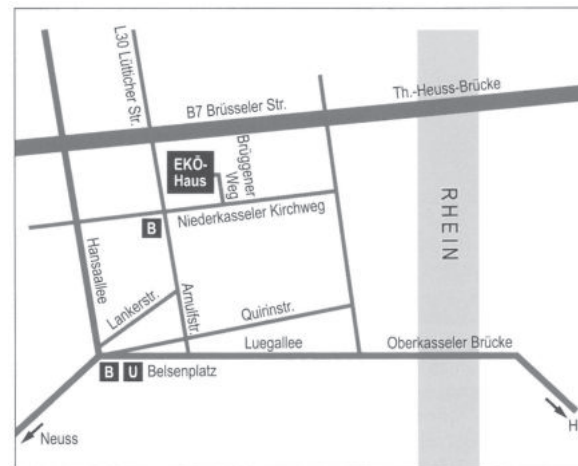 L30 Lütticher Str.
B7 Brüsseler Str.
Th.-Heuss-Brücke
EKŌ-
Haus
Brüggener
Weg
B
Niederkasseler Kirchweg
RHEIN
Hansaallee
Lankerstr.
Arnulfstr.
Quirinstr.
Luegallee
Oberkasseler Brücke
B U Belsenplatz
Neuss
H